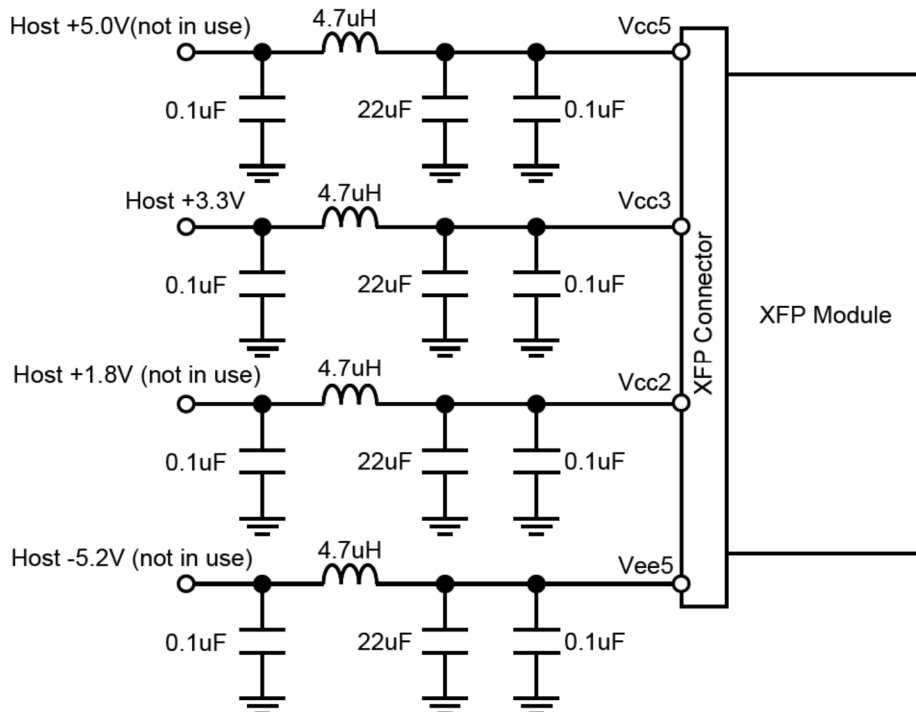 Host +5.0V(not in use)
4.7uH
Vcc5
0.1uF
22uF
0.1uF
Host +3.3V
4.7uH
Vcc3
0.1uF
22uF
0.1uF
XFP Connector
XFP Module
Host +1.8V (not in use)
4.7uH
Vcc2
0.1uF
22uF
0.1uF
Host -5.2V (not in use)
4.7uH
Vee5
0.1uF
22uF
0.1uF